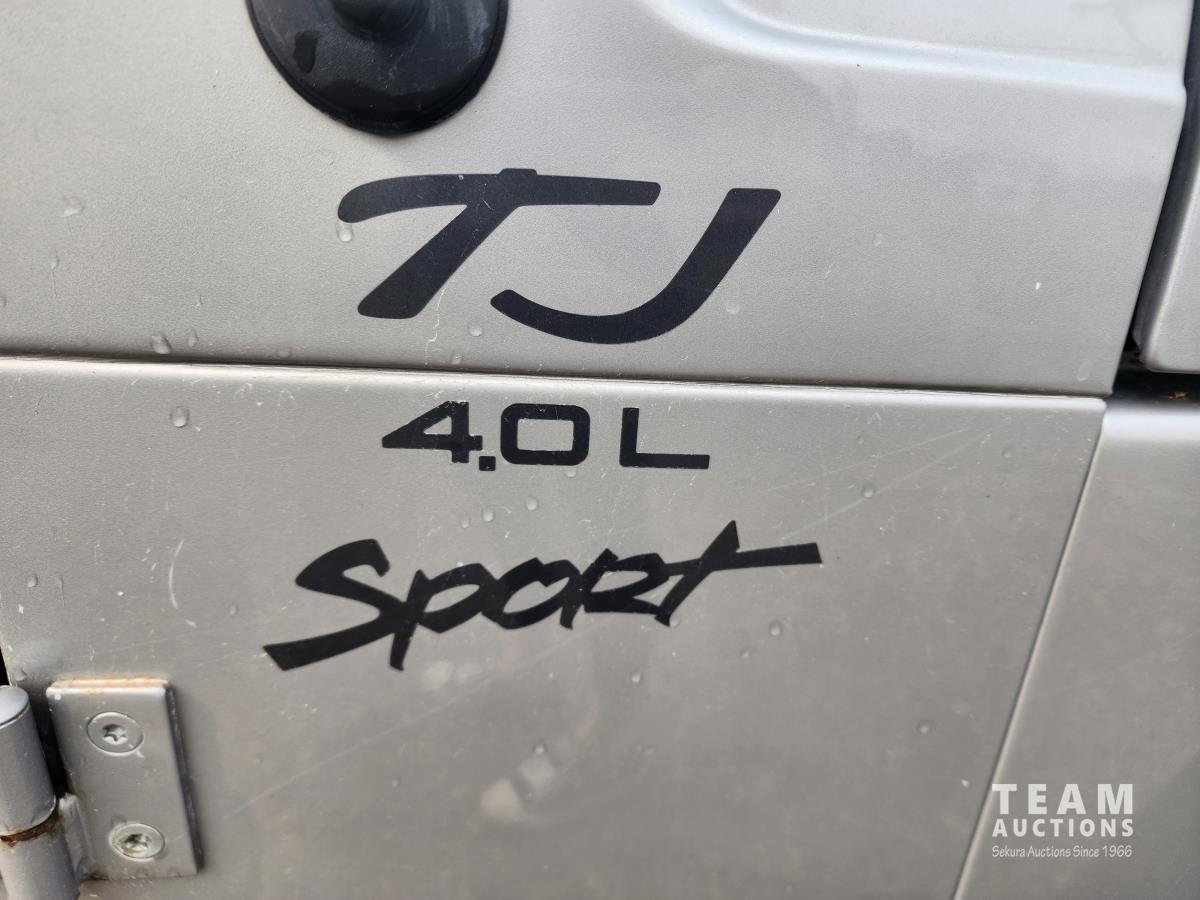 TJ
4.0L
Sport
TEAM
AUCTIONS
Sekura Auctions Since 1966